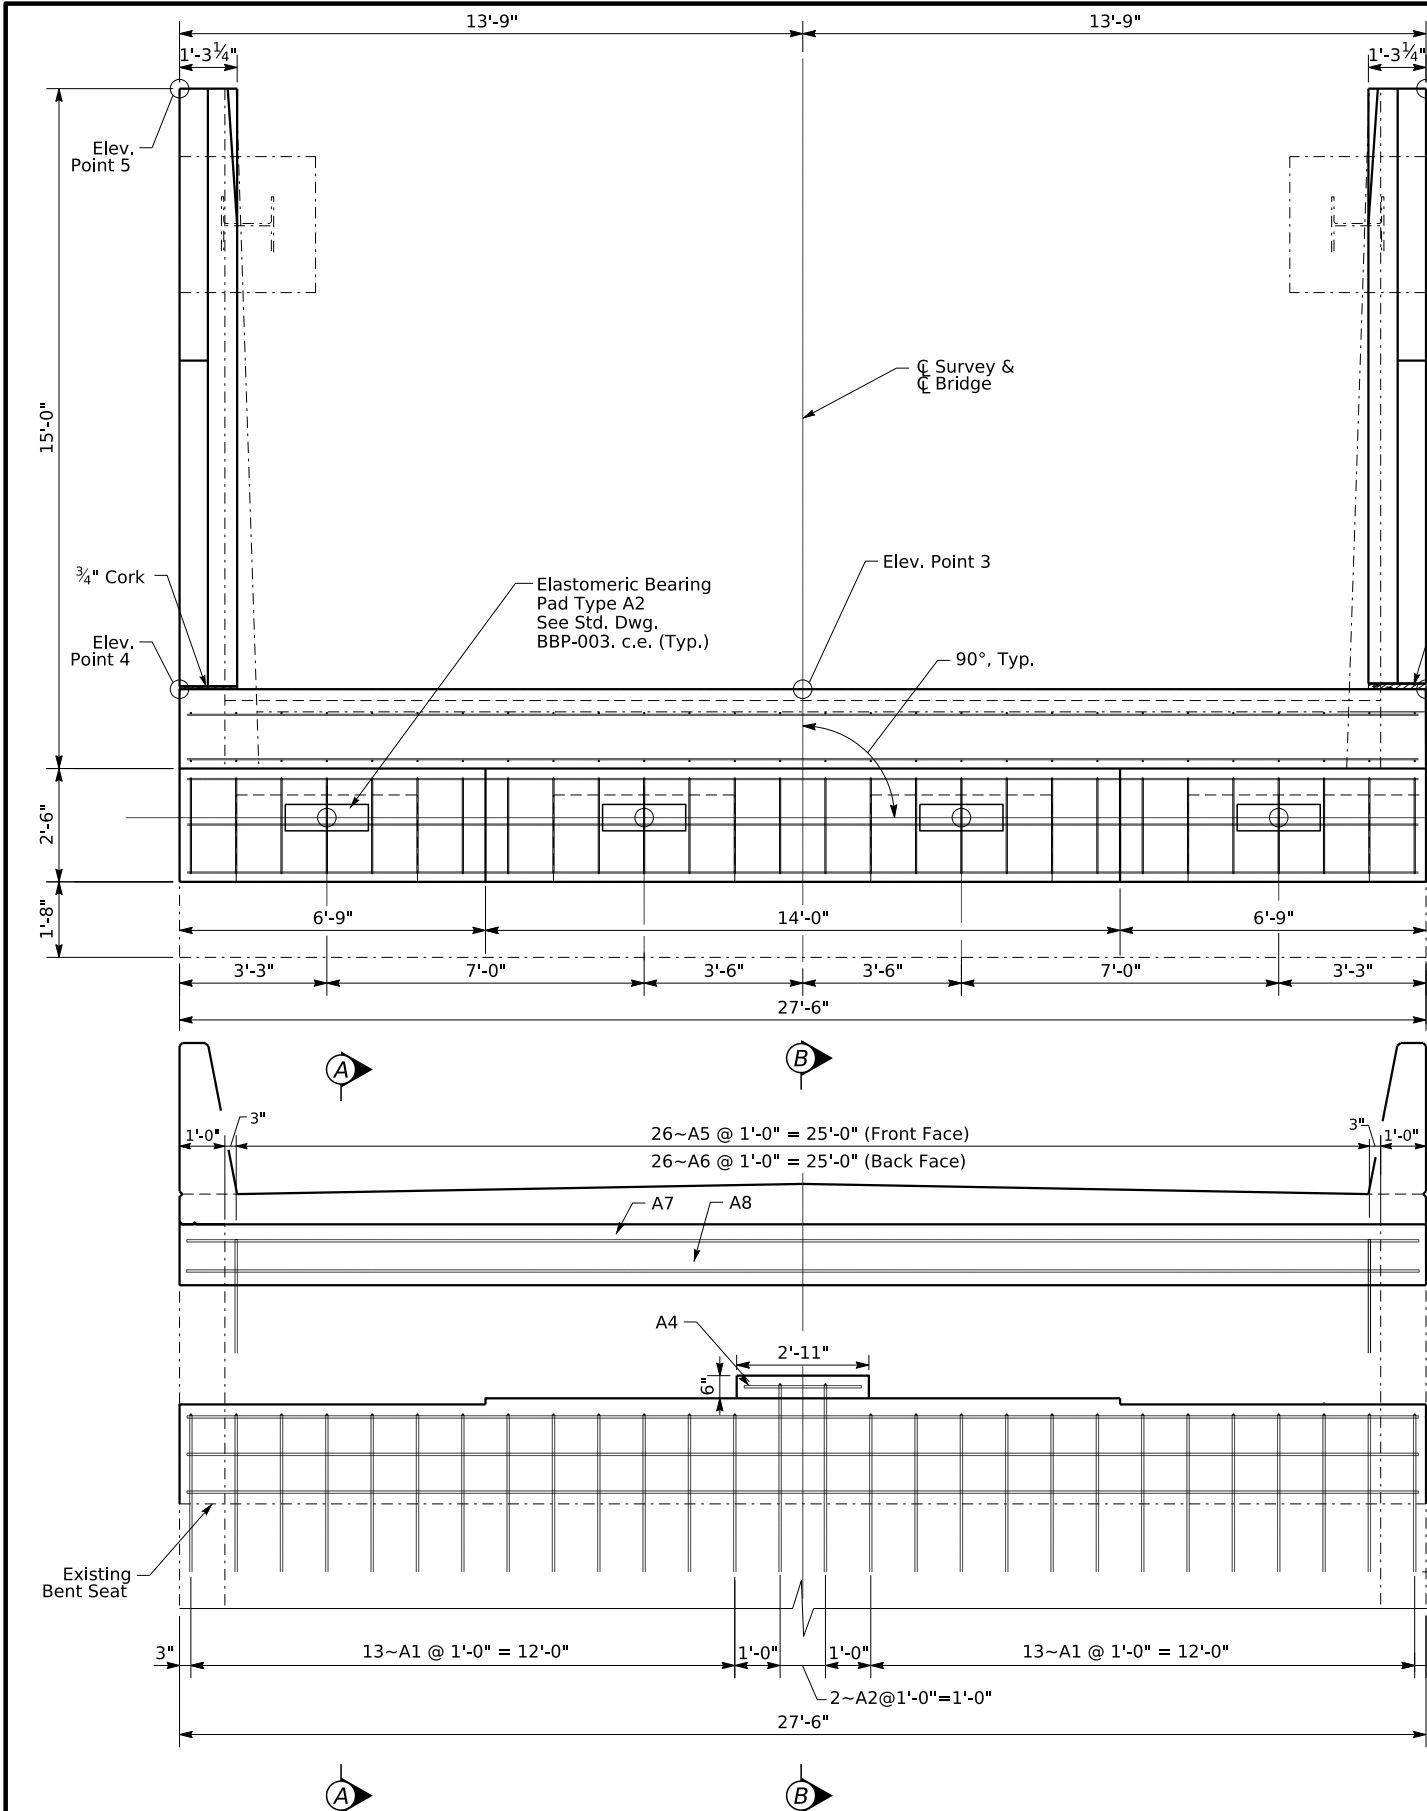 13'-9"
13'-9"
1'-3¼"
1'-3¼"
Elev.
Point 5
15'-0"
℄ Survey &
℄ Bridge
¾" Cork
Elastomeric Bearing
Pad Type A2
See Std. Dwg.
BBP-003. c.e. (Typ.)
Elev. Point 3
Elev.
Point 4
90°, Typ.
2'-6"
1'-8"
6'-9"
14'-0"
6'-9"
3'-3"
7'-0"
3'-6"
3'-6"
7'-0"
3'-3"
27'-6"
A
B
1'-0"
3"
26~A5 @ 1'-0" = 25'-0" (Front Face)
26~A6 @ 1'-0" = 25'-0" (Back Face)
3"
1'-0"
A7
A8
A4
2'-11"
6"
Existing
Bent Seat
3"
13~A1 @ 1'-0" = 12'-0"
1'-0"
1'-0"
13~A1 @ 1'-0" = 12'-0"
2~A2@1'-0"=1'-0"
27'-6"
A
B